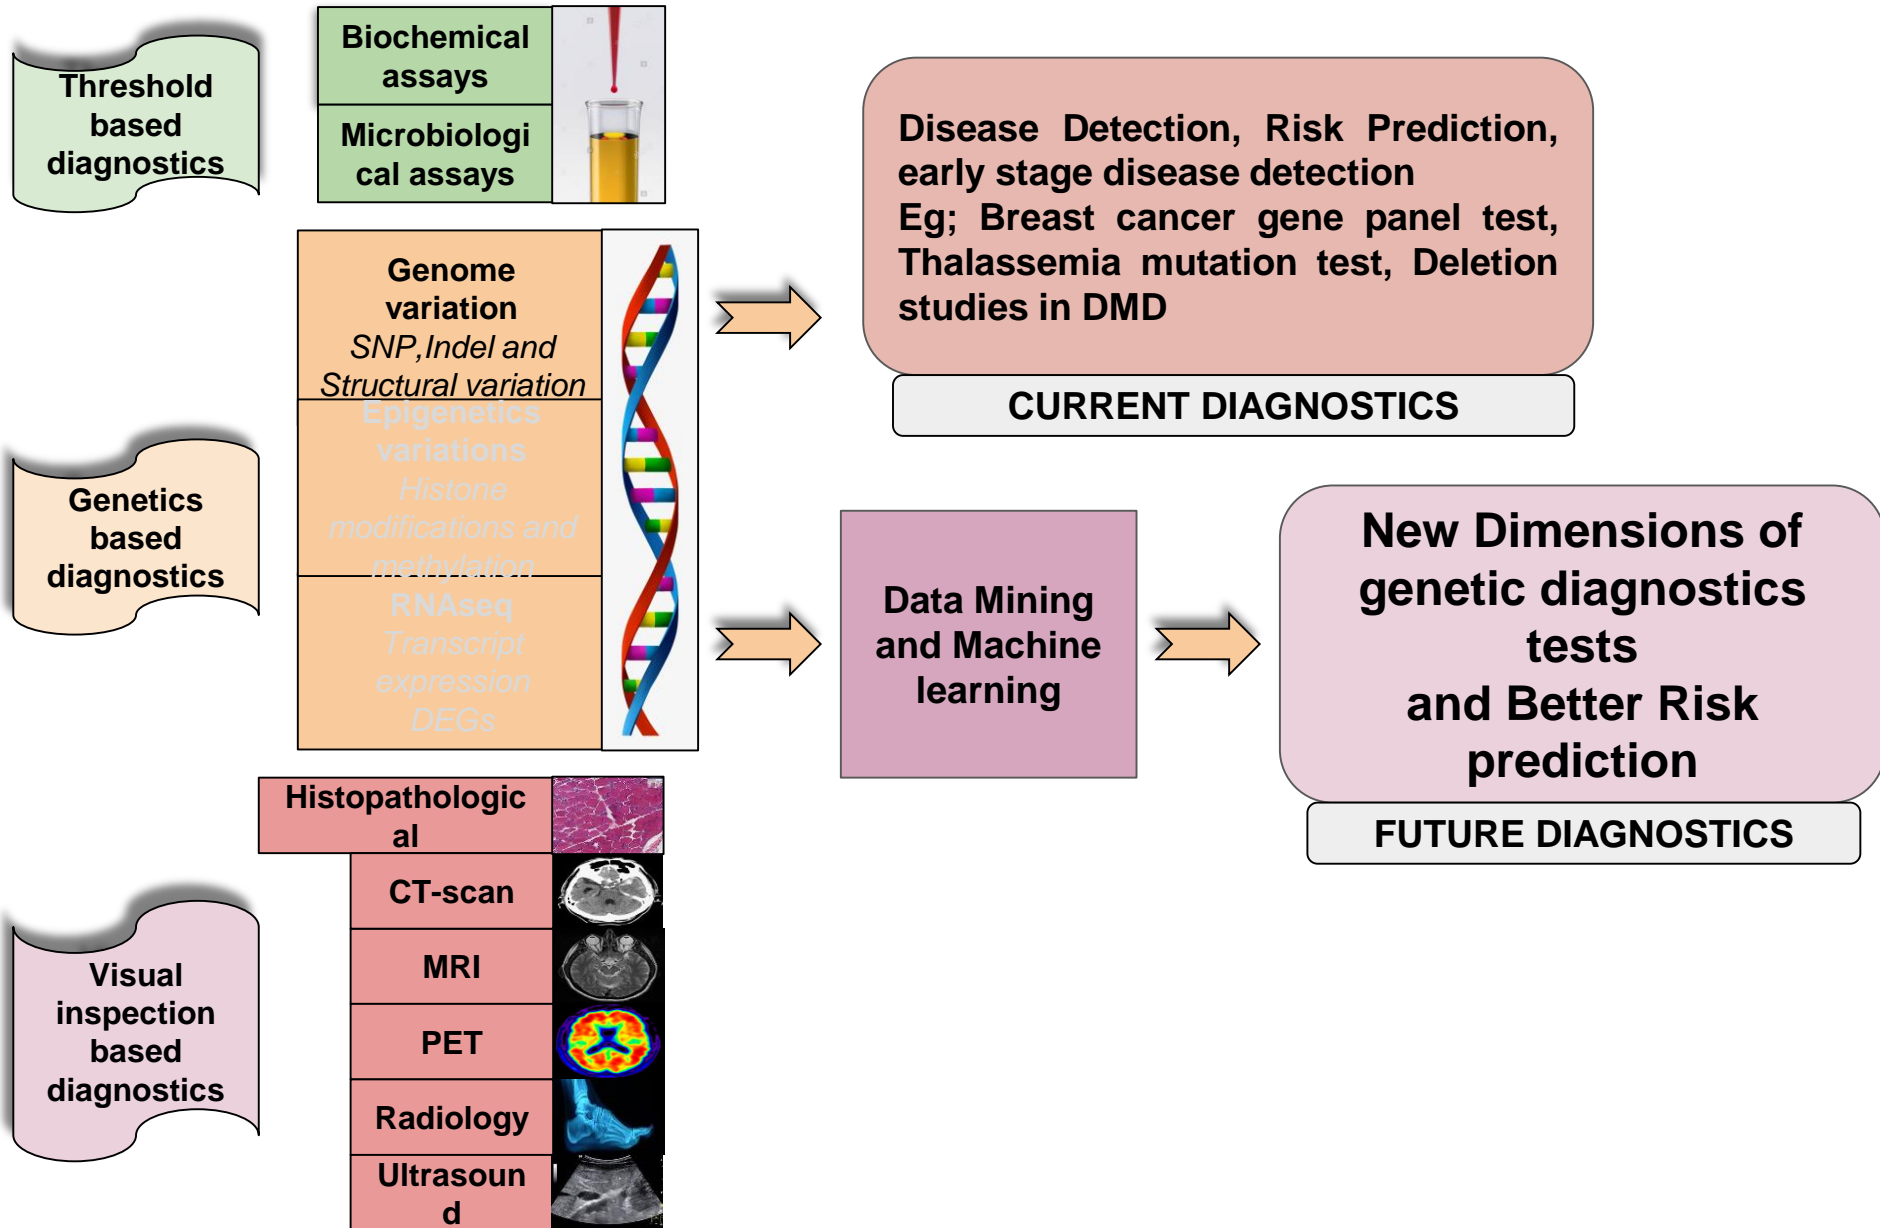 Threshold
based
diagnostics
Biochemical
assays
Microbiologi
cal assays
Genetics
based
diagnostics
Genome
variation
SNP,Indel and
Structural variation
Epigenetics
variations
Histone
modifications and
methylation
RNAseq
Transcript
expression
DEGs
Disease Detection, Risk Prediction,
early stage disease detection
Eg; Breast cancer gene panel test,
Thalassemia mutation test, Deletion
studies in DMD
CURRENT DIAGNOSTICS
Data Mining
and Machine
learning
New Dimensions of
genetic diagnostics
tests
and Better Risk
prediction
FUTURE DIAGNOSTICS
Visual
inspection
based
diagnostics
Histopathologic
al
CT-scan
MRI
PET
Radiology
Ultrasoun
d